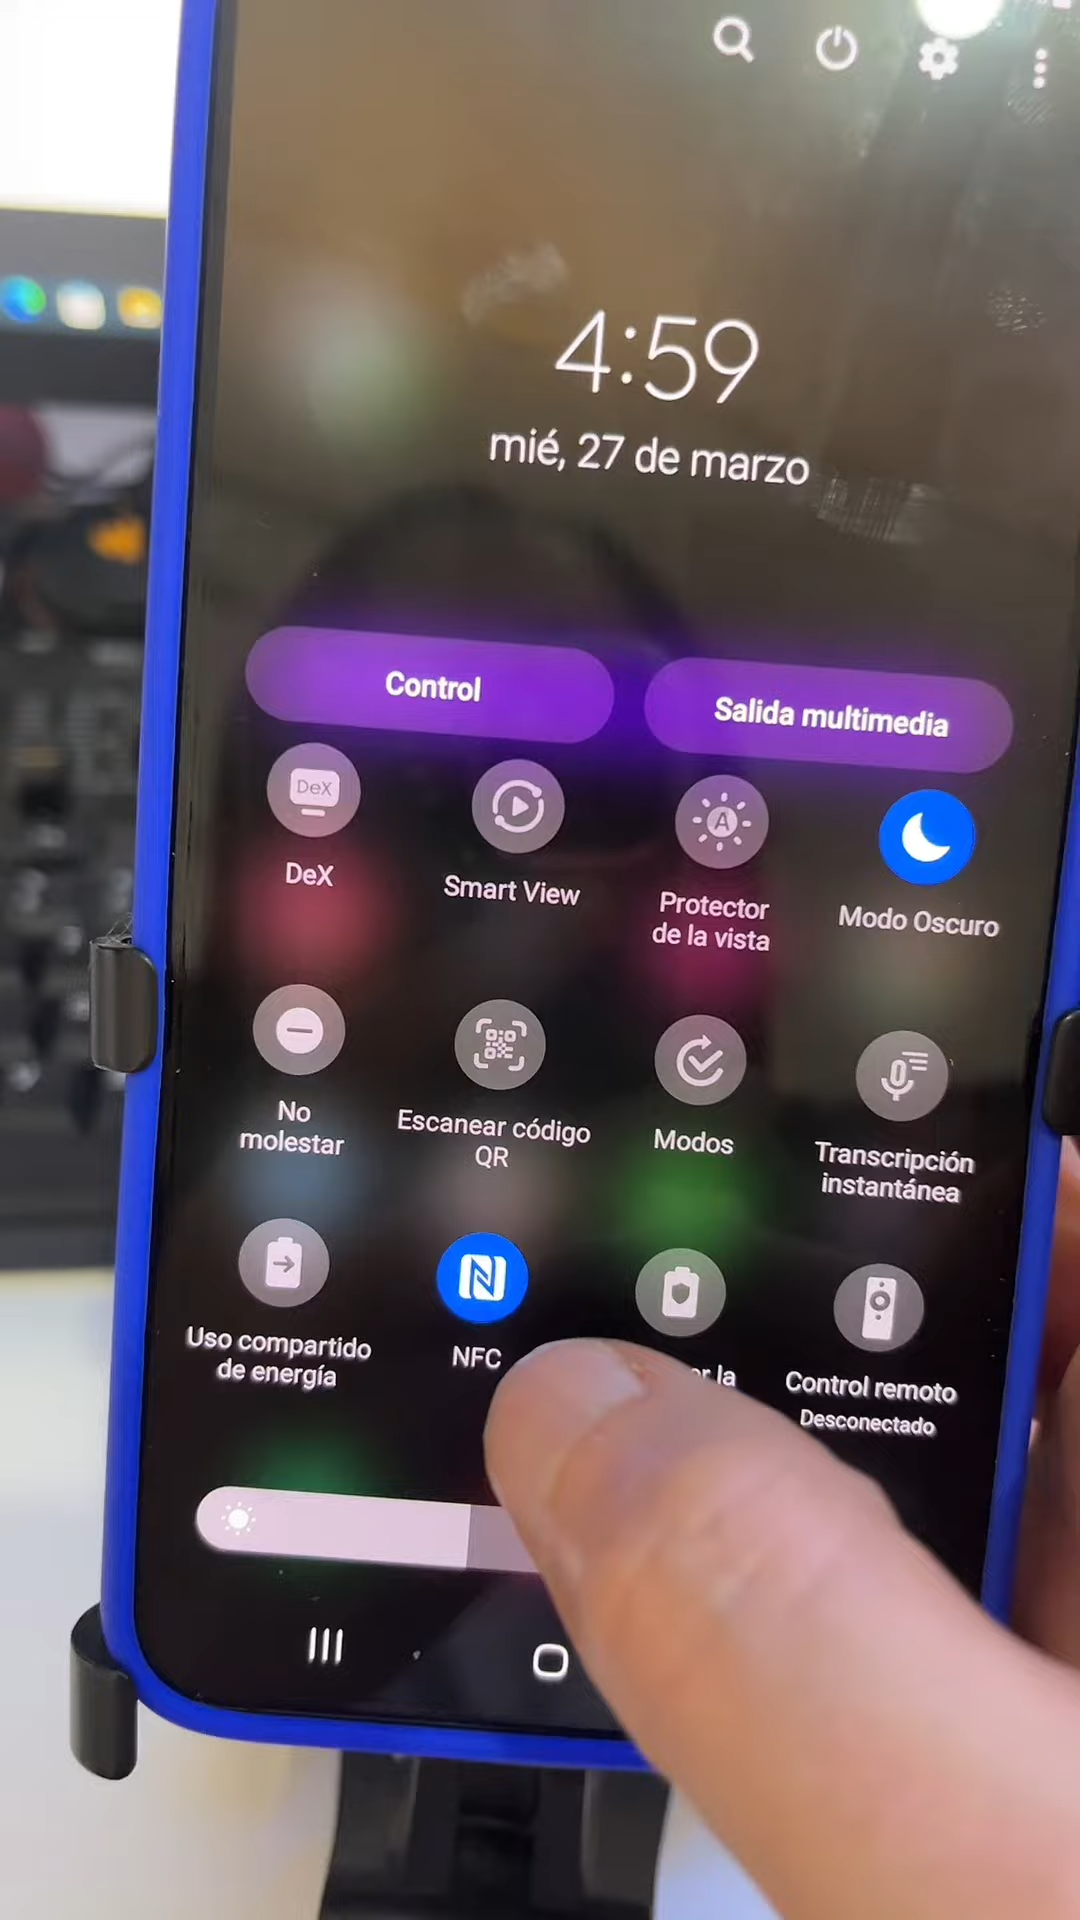 4:59
mié, 27 de marzo
Control
Salida multimedia
DeX
DeX
Smart View
A
Protector
de la vista
Modo Oscuro
No
molestar
Escanear código
QR
Modos
Transcripción
instantánea
Uso compartido
de energía
NFC
la
Control remoto
Desconectado